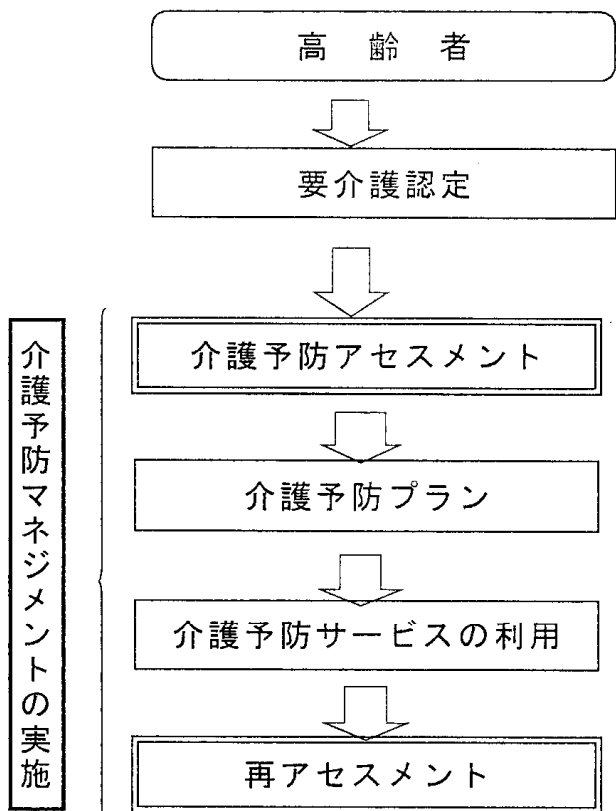 高齢者
要介護認定
介護予防アセスメント
介護予防プラン
介護予防サービスの利用
再アセスメント
介護予防マネジメントの実施